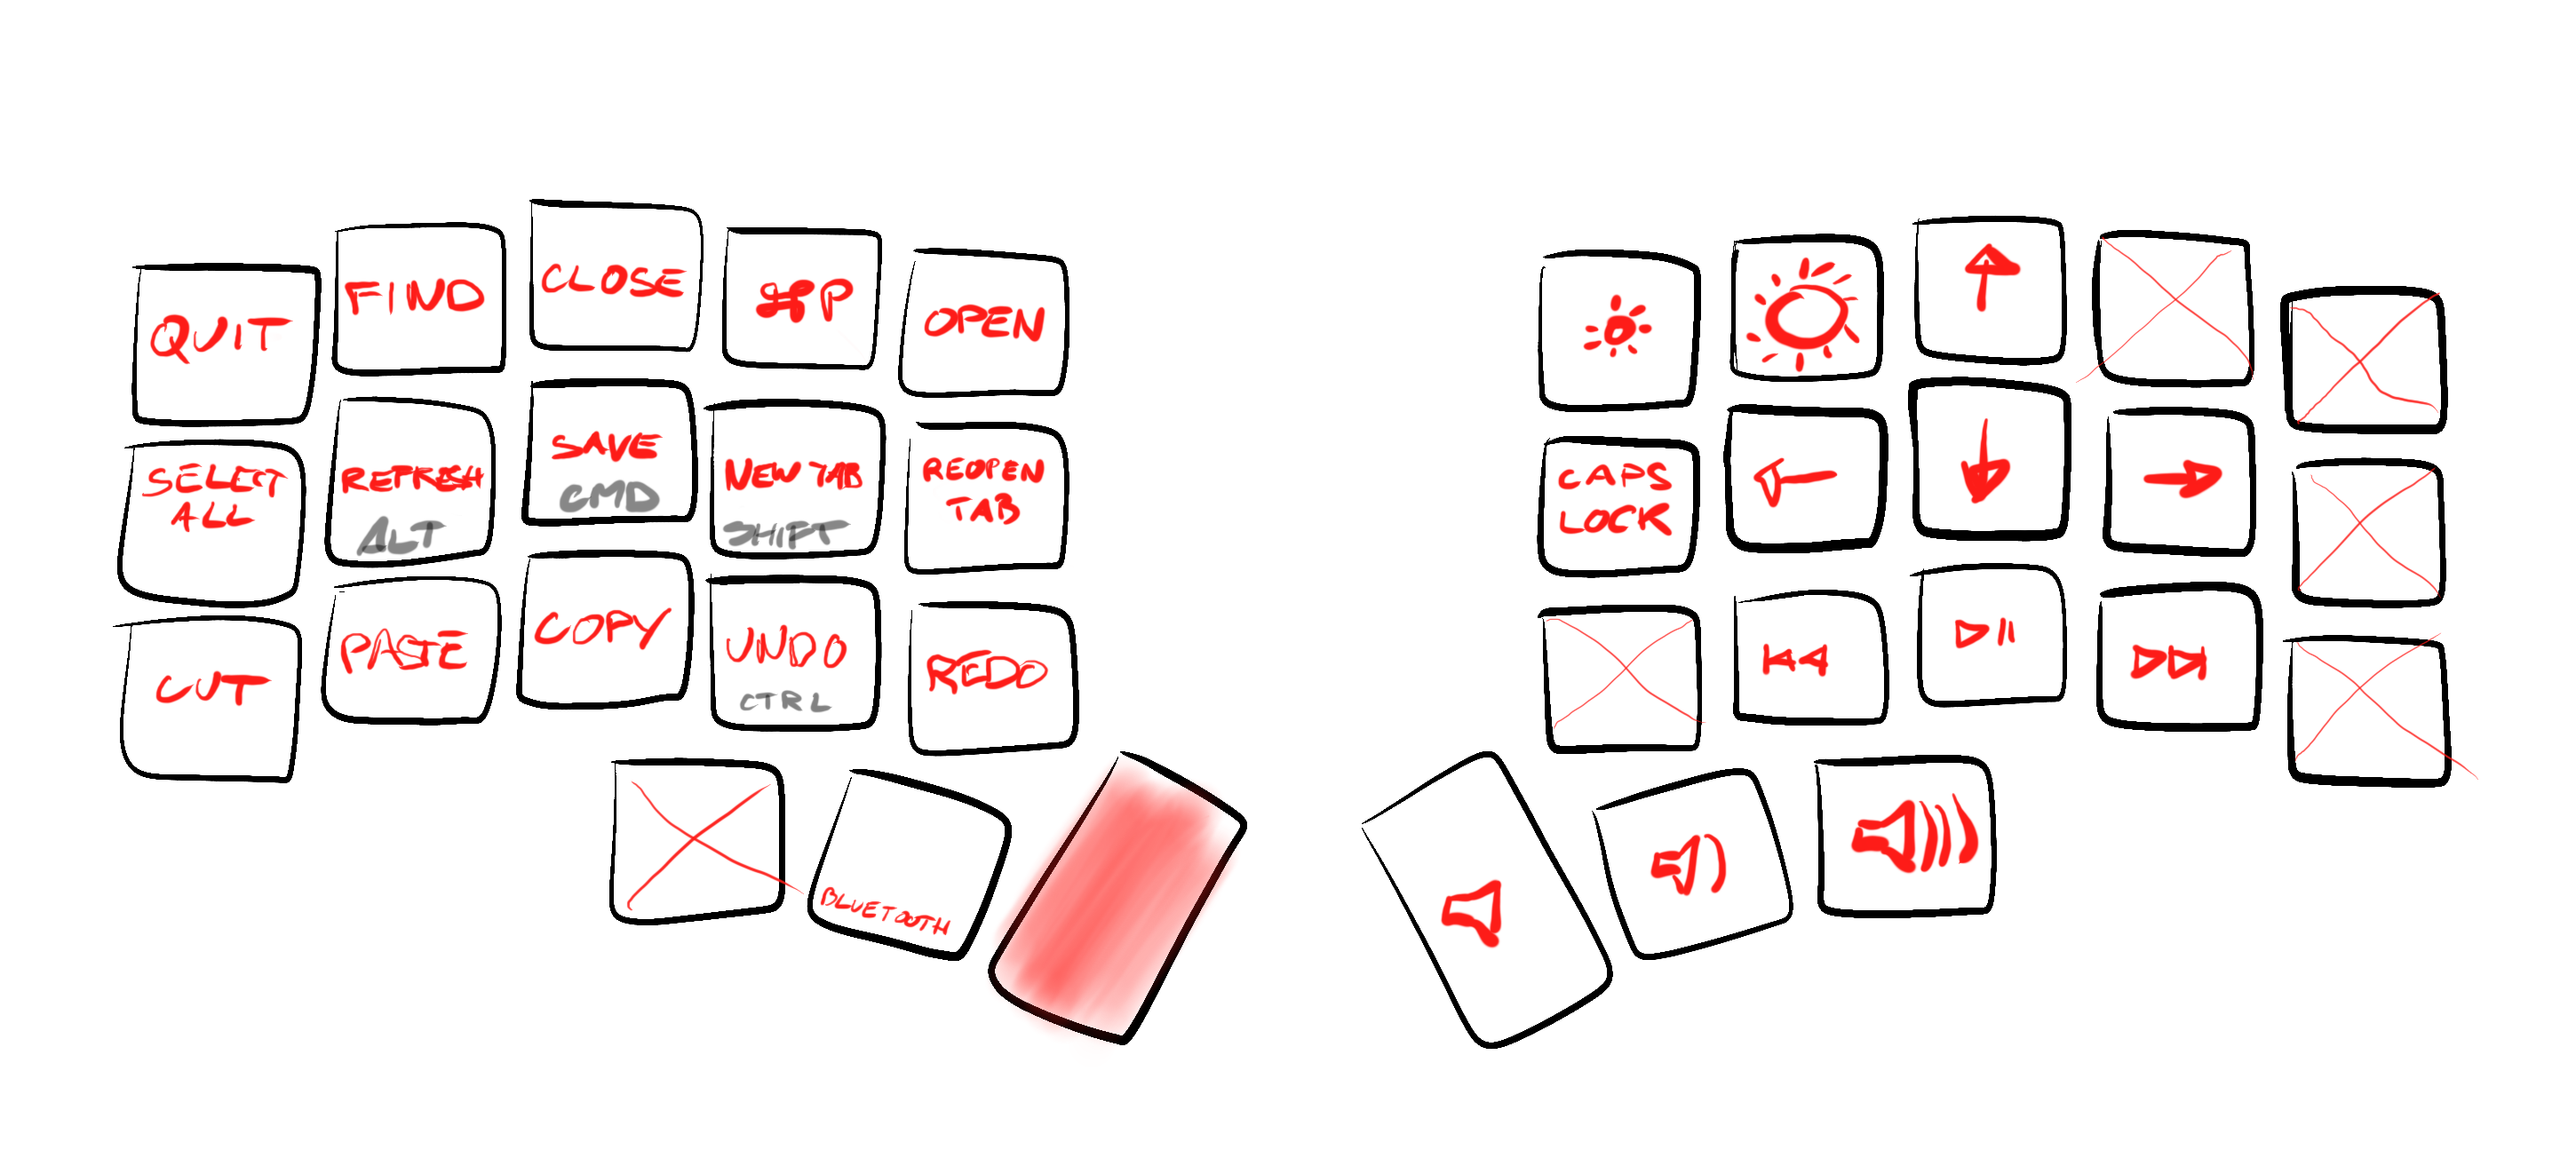 QUIT
FIND
CLOSE
⌘P
OPEN
SELECT
ALL
REFRESH
ALT
SAVE
CMD
NEW TAB
SHIFT
REOPEN
TAB
CAPS
LOCK
CUT
PASTE
COPY
UNDO
CTRL
REDO
BLUETOOTH